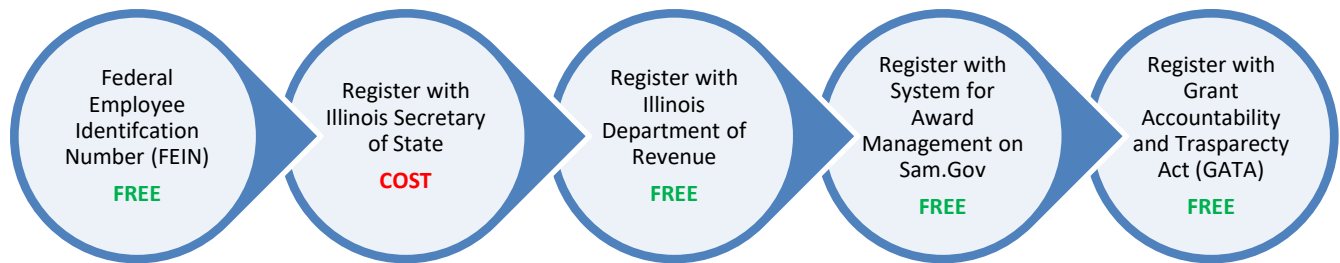 Federal
Employee
Identifcation
Number (FEIN)
FREE
Register with
Illinois Secretary
of State
COST
Register with
Illinois
Department of
Revenue
FREE
Register with
System for
Award
Management on
Sam.Gov
FREE
Register with
Grant
Accountability
and Trasparecty
Act (GATA)
FREE